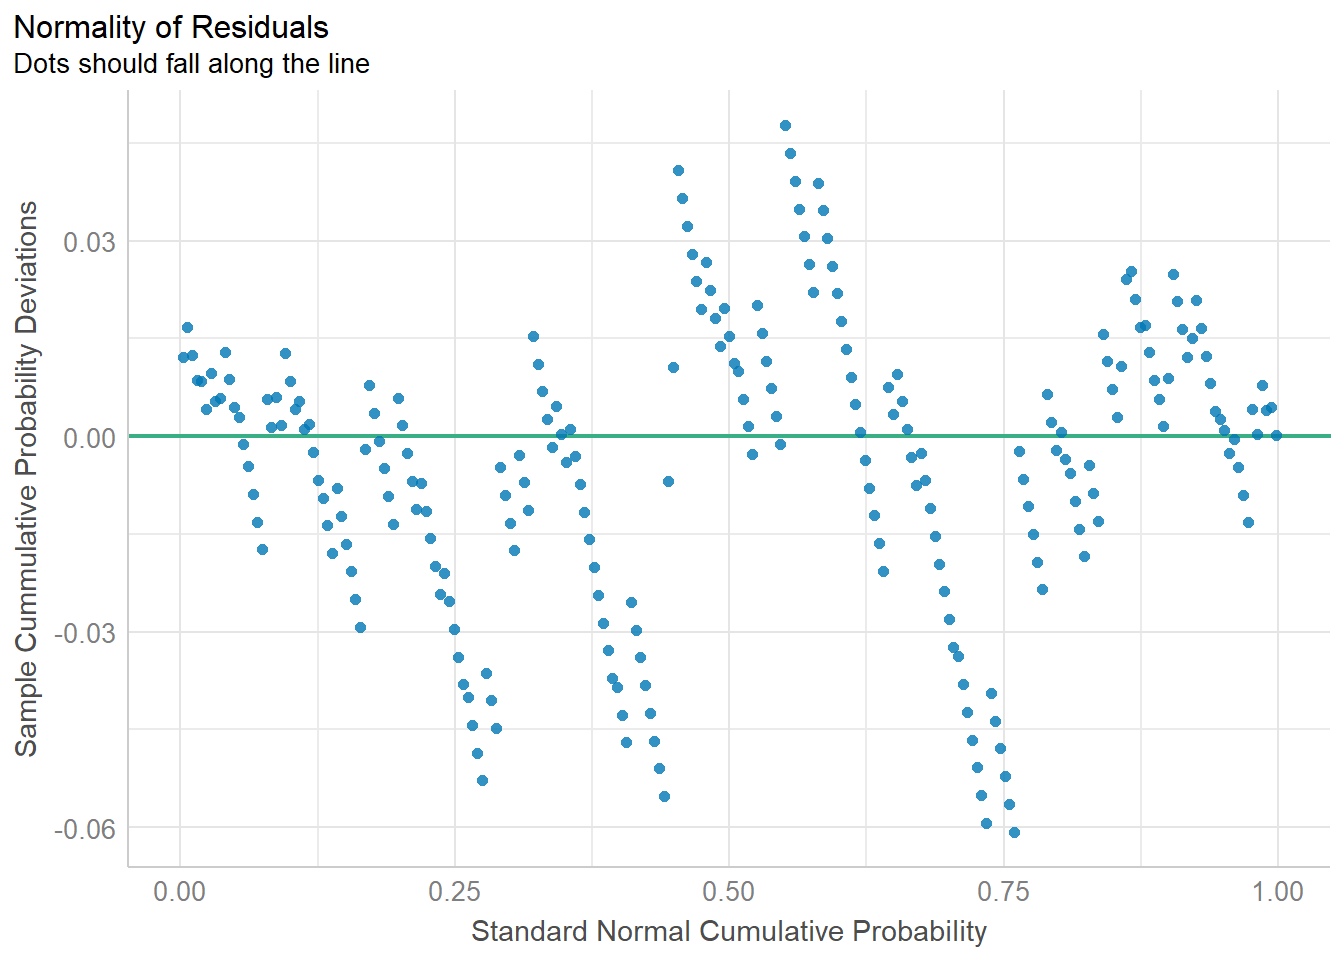 Normality of Residuals
Dots should fall along the line
Sample Cummulative Probability Deviations
0.03
0.00
-0.03
-0.06
0.00 0.25 0.50 0.75 1.00
Standard Normal Cumulative Probability